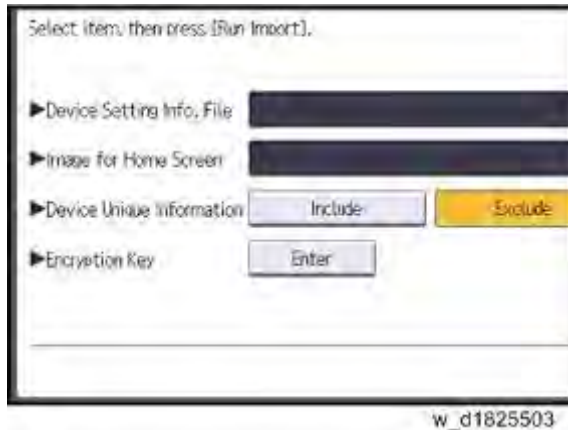 Select item, then press [Run Import].
►Device Setting Info. File
►Image for Home Screen
►Device Unique Information Include Exclude
►Encryption Key Enter
w_d1825503